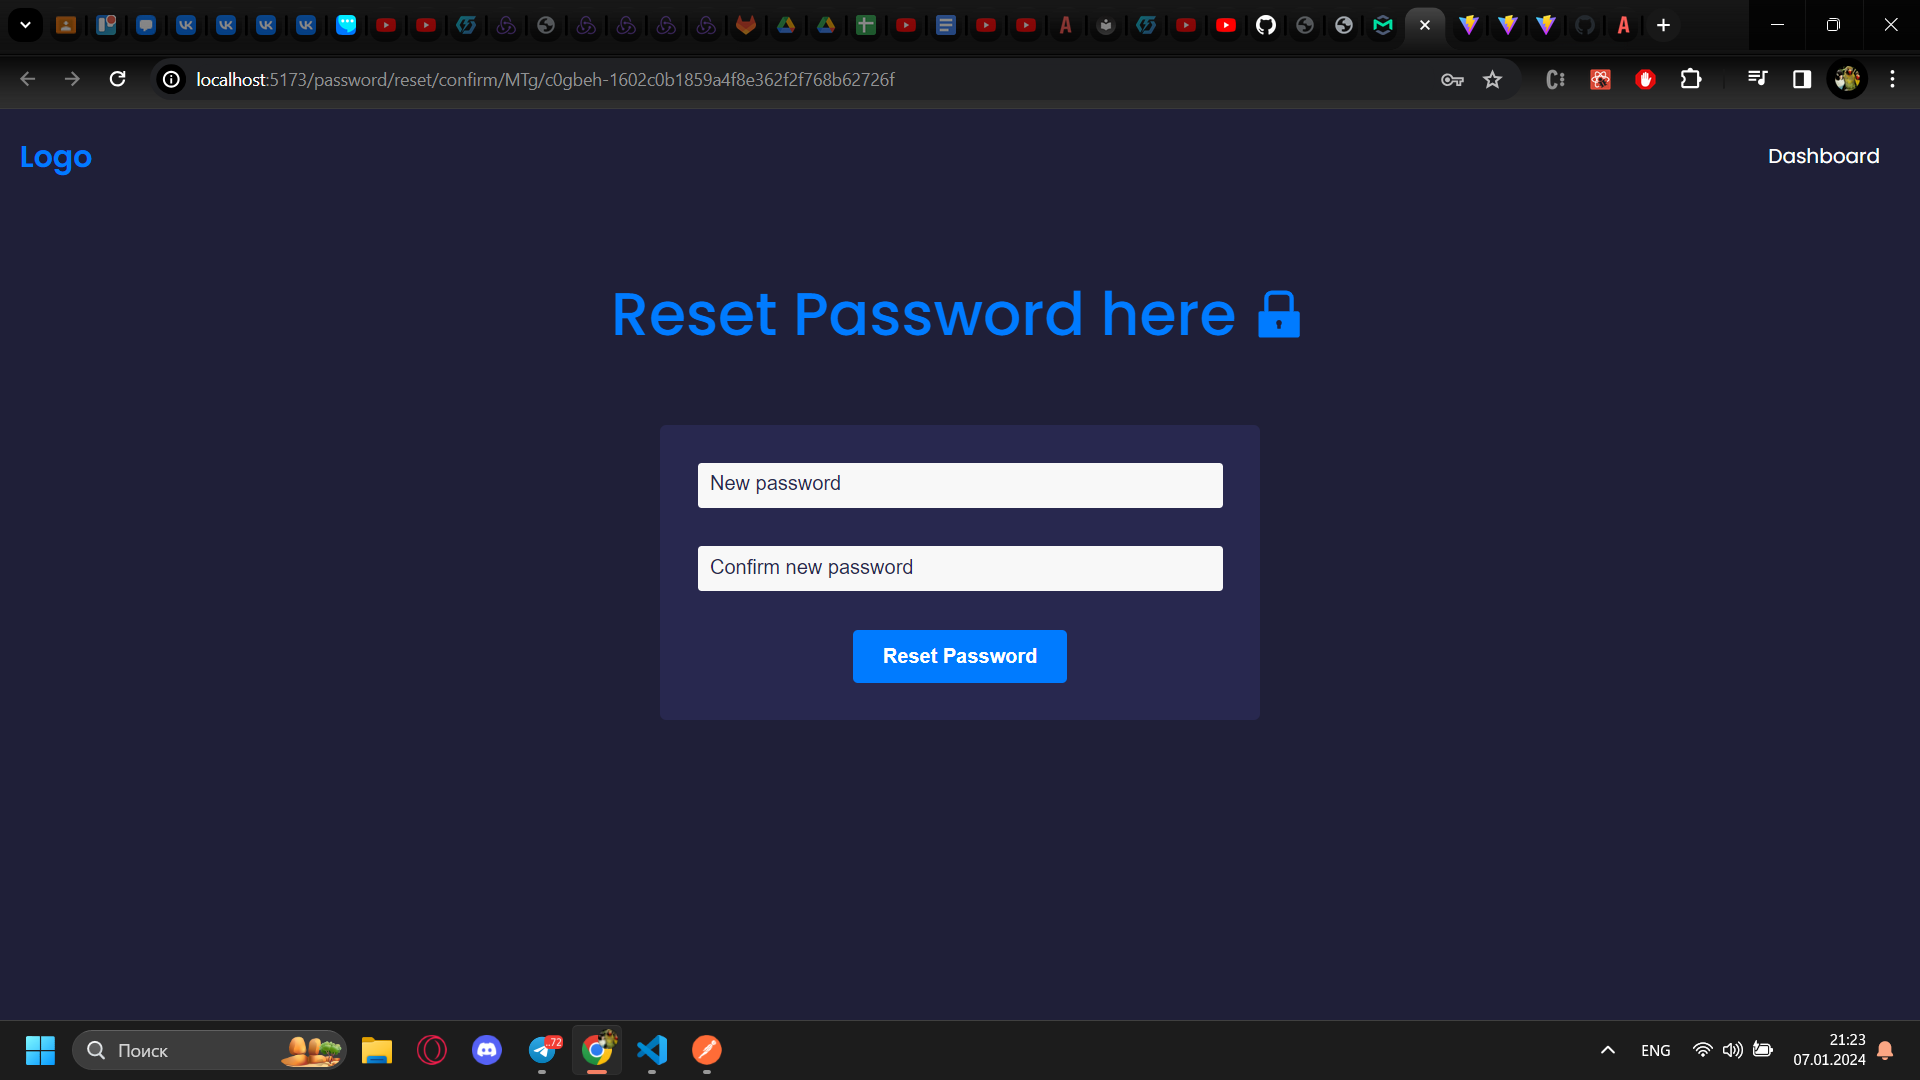 localhost:5173/password/reset/confirm/MTg/c0gbeh-1602c0b1859a4f8e362f2f768b62726f
Logo
Dashboard
Reset Password here
New password
Confirm new password
Reset Password
Поиск
..72
ENG
21:23
07.01.2024